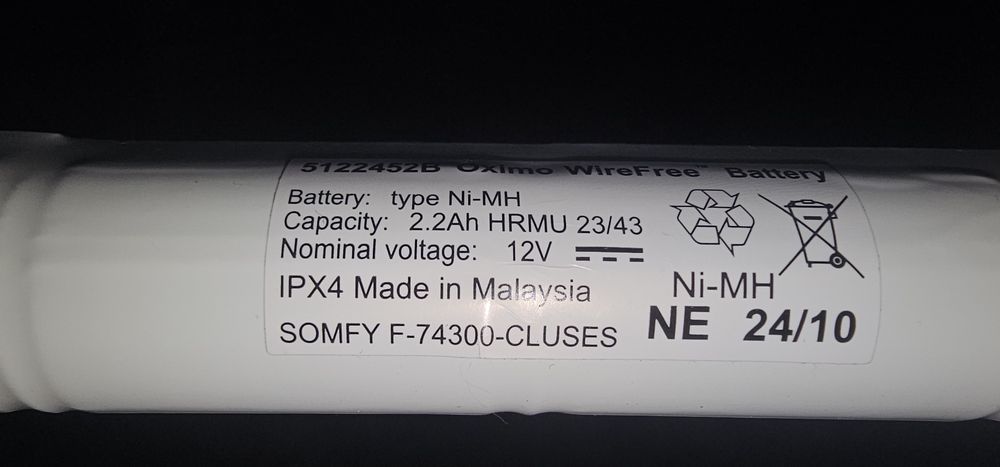 5122452B Oximo WireFree™ Battery
Battery: type Ni-MH
Capacity: 2.2Ah HRMU 23/43
Nominal voltage: 12V
IPX4 Made in Malaysia
Ni-MH
SOMFY F-74300-CLUSES
NE 24/10